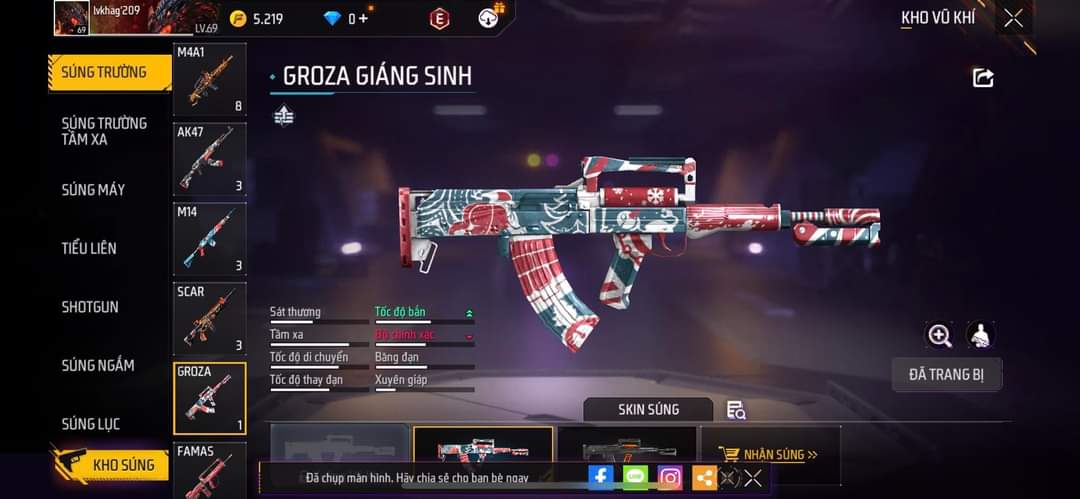 lvkhag'209
69
LV.69
5.219
0 +
E
KHO VŨ KHÍ
SÚNG TRƯỜNG
SÚNG TRƯỜNG
TẦM XA
SÚNG MÁY
TIỂU LIÊN
SHOTGUN
SÚNG NGẮM
SÚNG LỤC
KHO SÚNG
M4A1
8
AK47
3
M14
3
SCAR
3
GROZA
1
FAMAS
GROZA GIÁNG SINH
Sát thương
Tốc độ bắn
Tầm xa
Độ chính xác
Tốc độ di chuyển
Băng đạn
Tốc độ thay đạn
Xuyên giáp
ĐÃ TRANG BỊ
SKIN SÚNG
NHẬN SÚNG >>
Đã chụp màn hình. Hãy chia sẻ cho bạn bè ngay
LINE